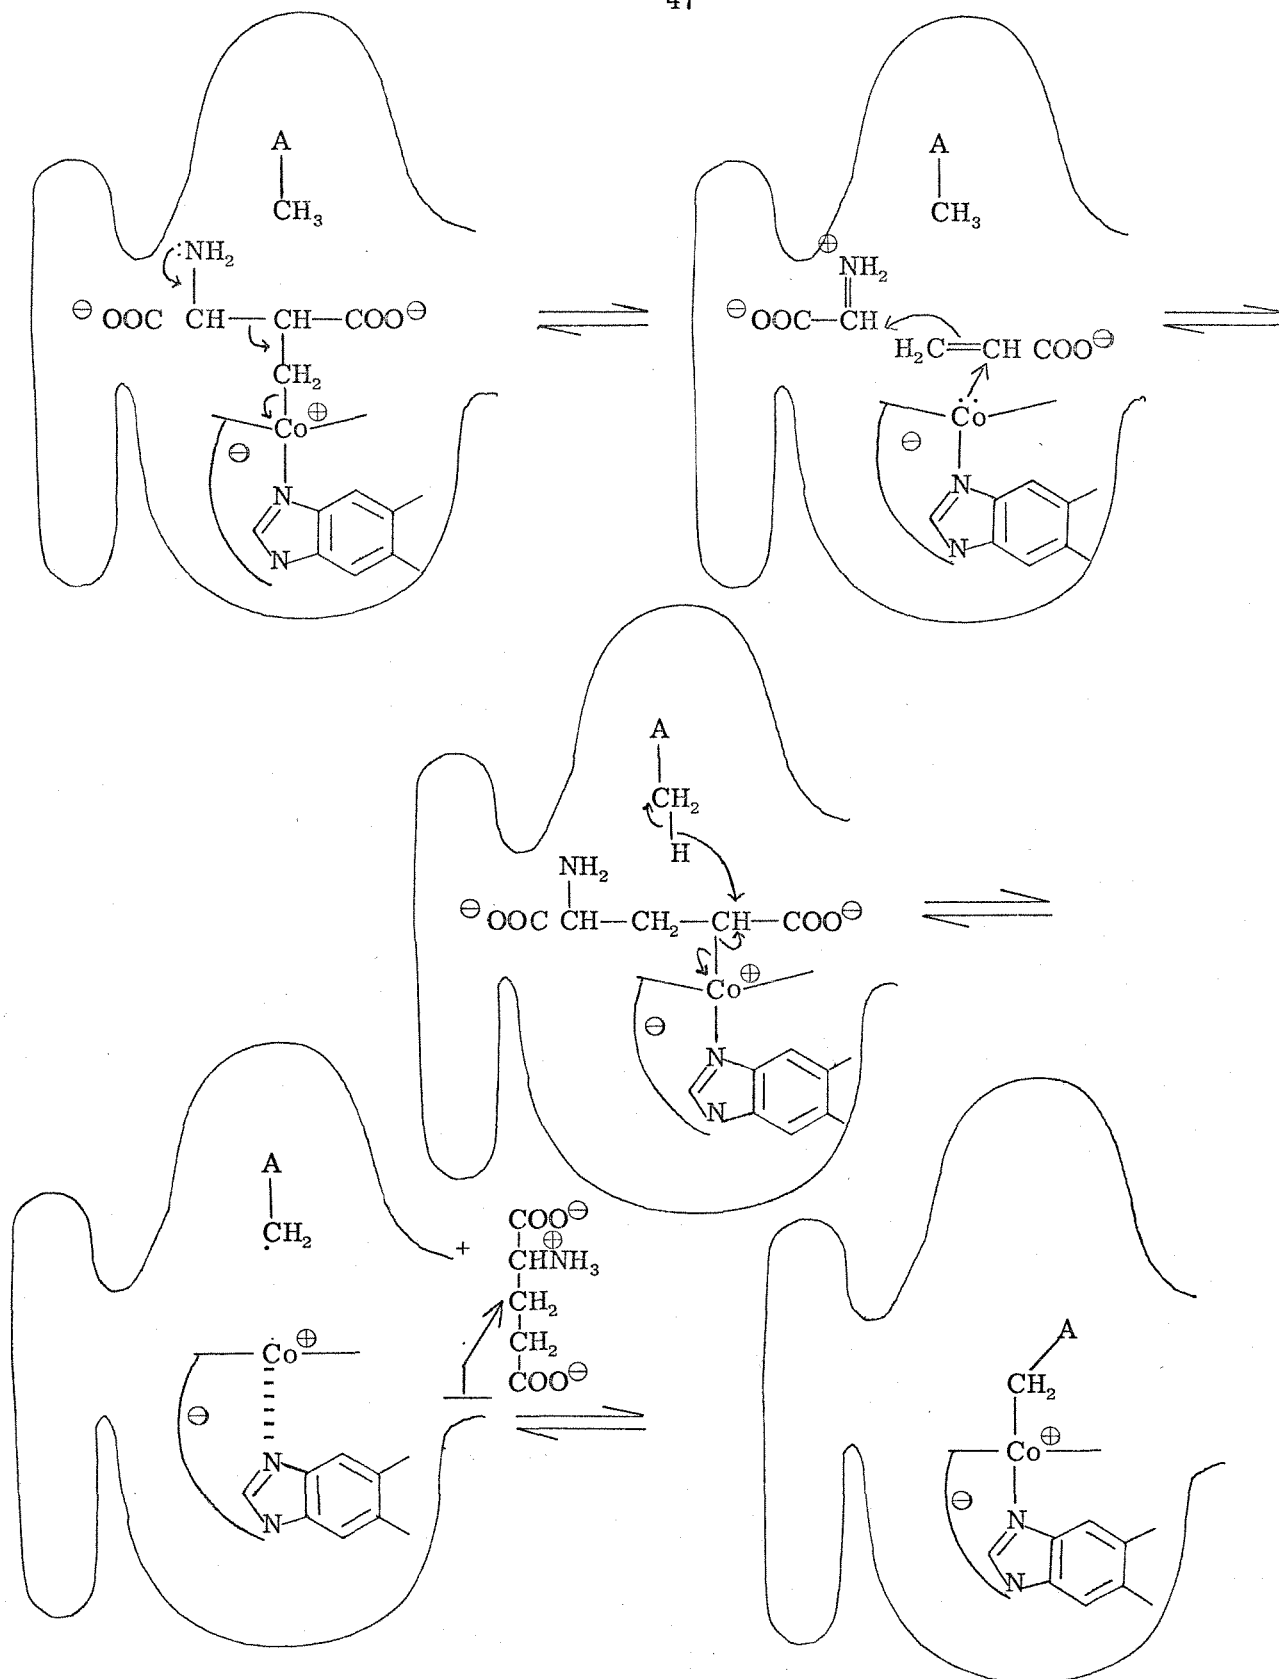 47
A
CH₃
:NH₂
⊖ OOC CH—CH—COO⊖
CH₂
Co ⊕
⊖
N
N
A
CH₃
⊕
NH₂
⊖ OOC—CH
H₂C=CH COO⊖
Co
⊖
N
N
A
CH₂
H
NH₂
⊖ OOC CH—CH₂—CH—COO⊖
Co ⊕
⊖
N
N
A
·CH₂
Co ⊕
⊖
N
N
+
COO⊖
⊕
CHNH₃
CH₂
CH₂
COO⊖
A
CH₂
Co ⊕
⊖
N
N